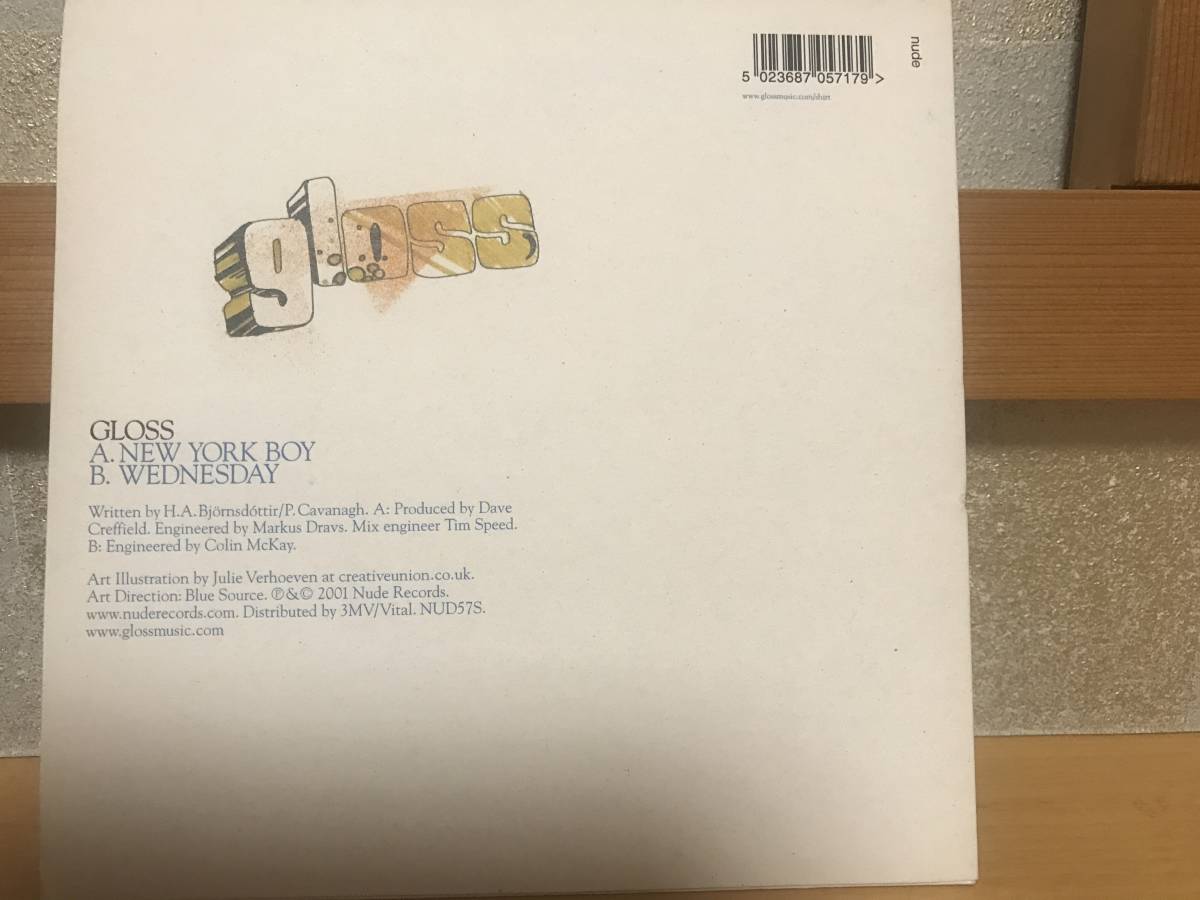 nude
5 023687 057179 >
www.glossmusic.com/shirt
gloss
GLOSS
A. NEW YORK BOY
B. WEDNESDAY
Written by H.A.Björnsdóttir/P. Cavanagh. A: Produced by Dave
Creffield. Engineered by Markus Dravs. Mix engineer Tim Speed.
B: Engineered by Colin McKay.
Art Illustration by Julie Verhoeven at creativeunion.co.uk.
Art Direction: Blue Source. ℗&© 2001 Nude Records.
www.nuderecords.com. Distributed by 3MV/Vital. NUD57S.
www.glossmusic.com